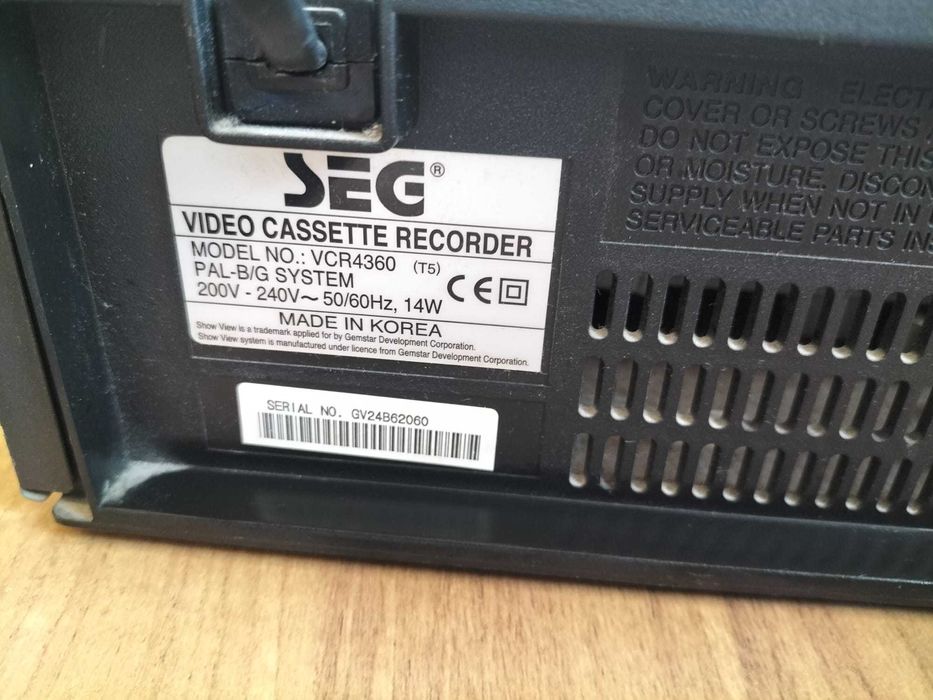 SEG®
VIDEO CASSETTE RECORDER
MODEL NO.: VCR4360 (T5)
PAL-B/G SYSTEM
200V - 240V~ 50/60Hz, 14W
CE
MADE IN KOREA
Show View is a trademark applied for by Gemstar Development Corporation.
Show View system is manufactured under licence from Gemstar Development Corporation.
SERIAL NO. GV24B62060
WARNING ELECT
COVER OR SCREWS
DO NOT EXPOSE THIS
OR MOISTURE. DISCON
SUPPLY WHEN NOT IN
SERVICEABLE PARTS INS